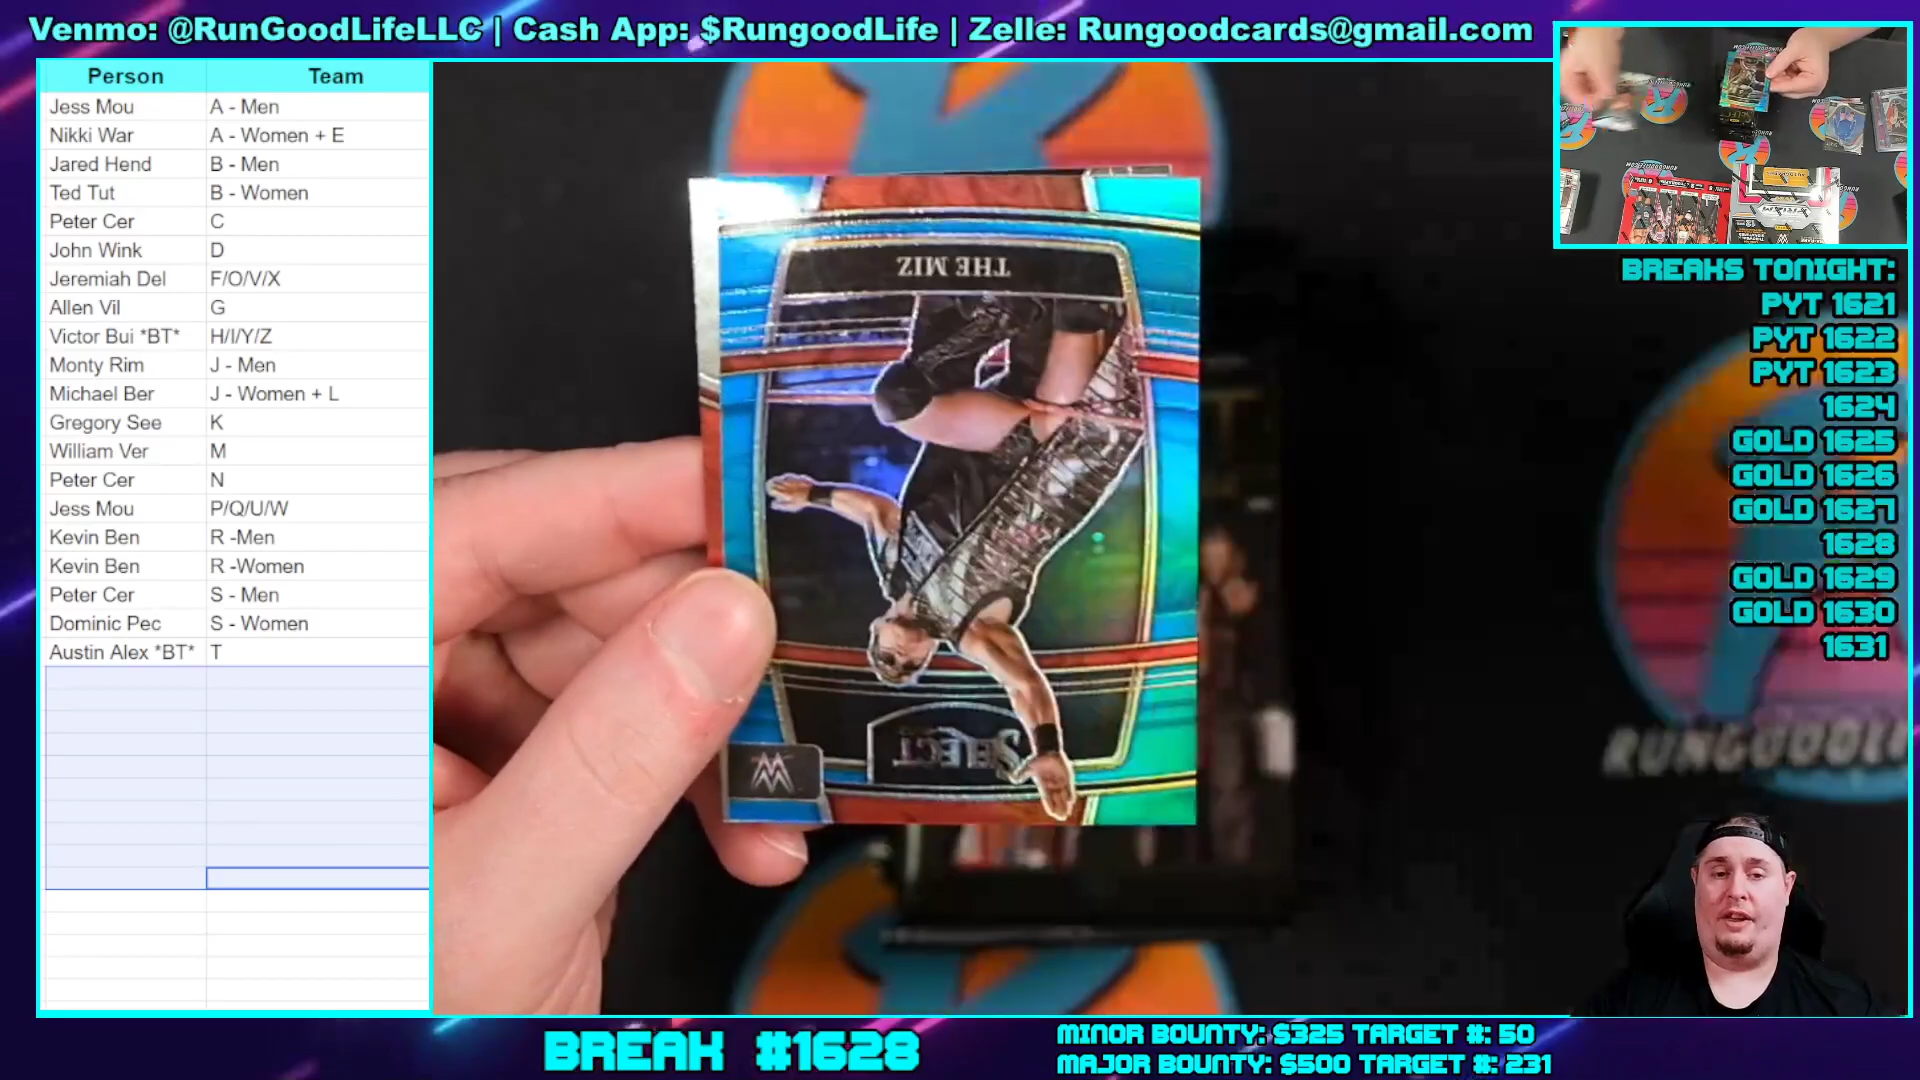 Venmo: @RunGoodLifeLLC | Cash App: $RungoodLife | Zelle: Rungoodcards@gmail.com
Person Team
Jess Mou A - Men
Nikki War A - Women + E
Jared Hend B - Men
Ted Tut B - Women
Peter Cer C
John Wink D
Jeremiah Del F/O/V/X
Allen Vil G
Victor Bui *BT* H/I/Y/Z
Monty Rim J - Men
Michael Ber J - Women + L
Gregory See K
William Ver M
Peter Cer N
Jess Mou P/Q/U/W
Kevin Ben R -Men
Kevin Ben R -Women
Peter Cer S - Men
Dominic Pec S - Women
Austin Alex *BT* T
THE MIZ
SELECT
W
BREAKS TONIGHT:
PYT 1621
PYT 1622
PYT 1623
1624
GOLD 1625
GOLD 1626
GOLD 1627
1628
GOLD 1629
GOLD 1630
1631
RUNGOODLI
BREAK #1628
MINOR BOUNTY: $325 TARGET #: 50
MAJOR BOUNTY: $500 TARGET #: 231